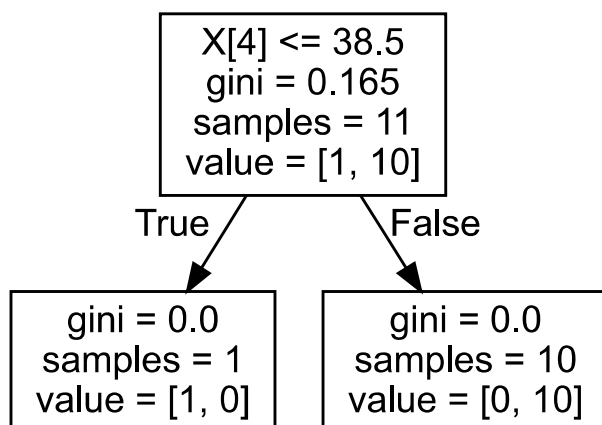 X[4] <= 38.5
gini = 0.165
samples = 11
value = [1, 10]
True
False
gini = 0.0
samples = 1
value = [1, 0]
gini = 0.0
samples = 10
value = [0, 10]